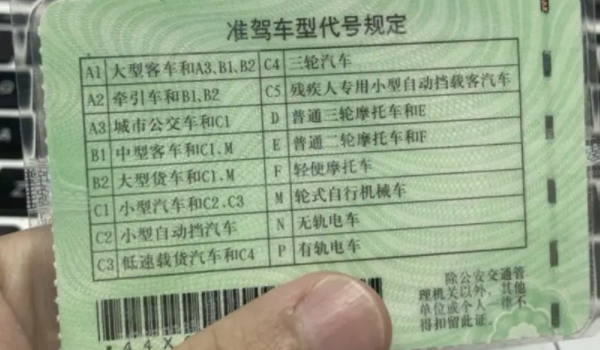 准驾车型代号规定
A1 大型客车和A3、B1、B2 C4 三轮汽车
A2 牵引车和B1、B2 C5 残疾人专用小型自动挡载客汽车
A3 城市公交车和C1 D 普通三轮摩托车和E
B1 中型客车和C1、M E 普通二轮摩托车和F
B2 大型货车和C1、M F 轻便摩托车
C1 小型汽车和C2、C3 M 轮式自行机械车
C2 小型自动挡汽车 N 无轨电车
C3 低速载货汽车和C4 P 有轨电车
除公安交通管
理机关以外，其他
单位或个人一律不
得扣留此证